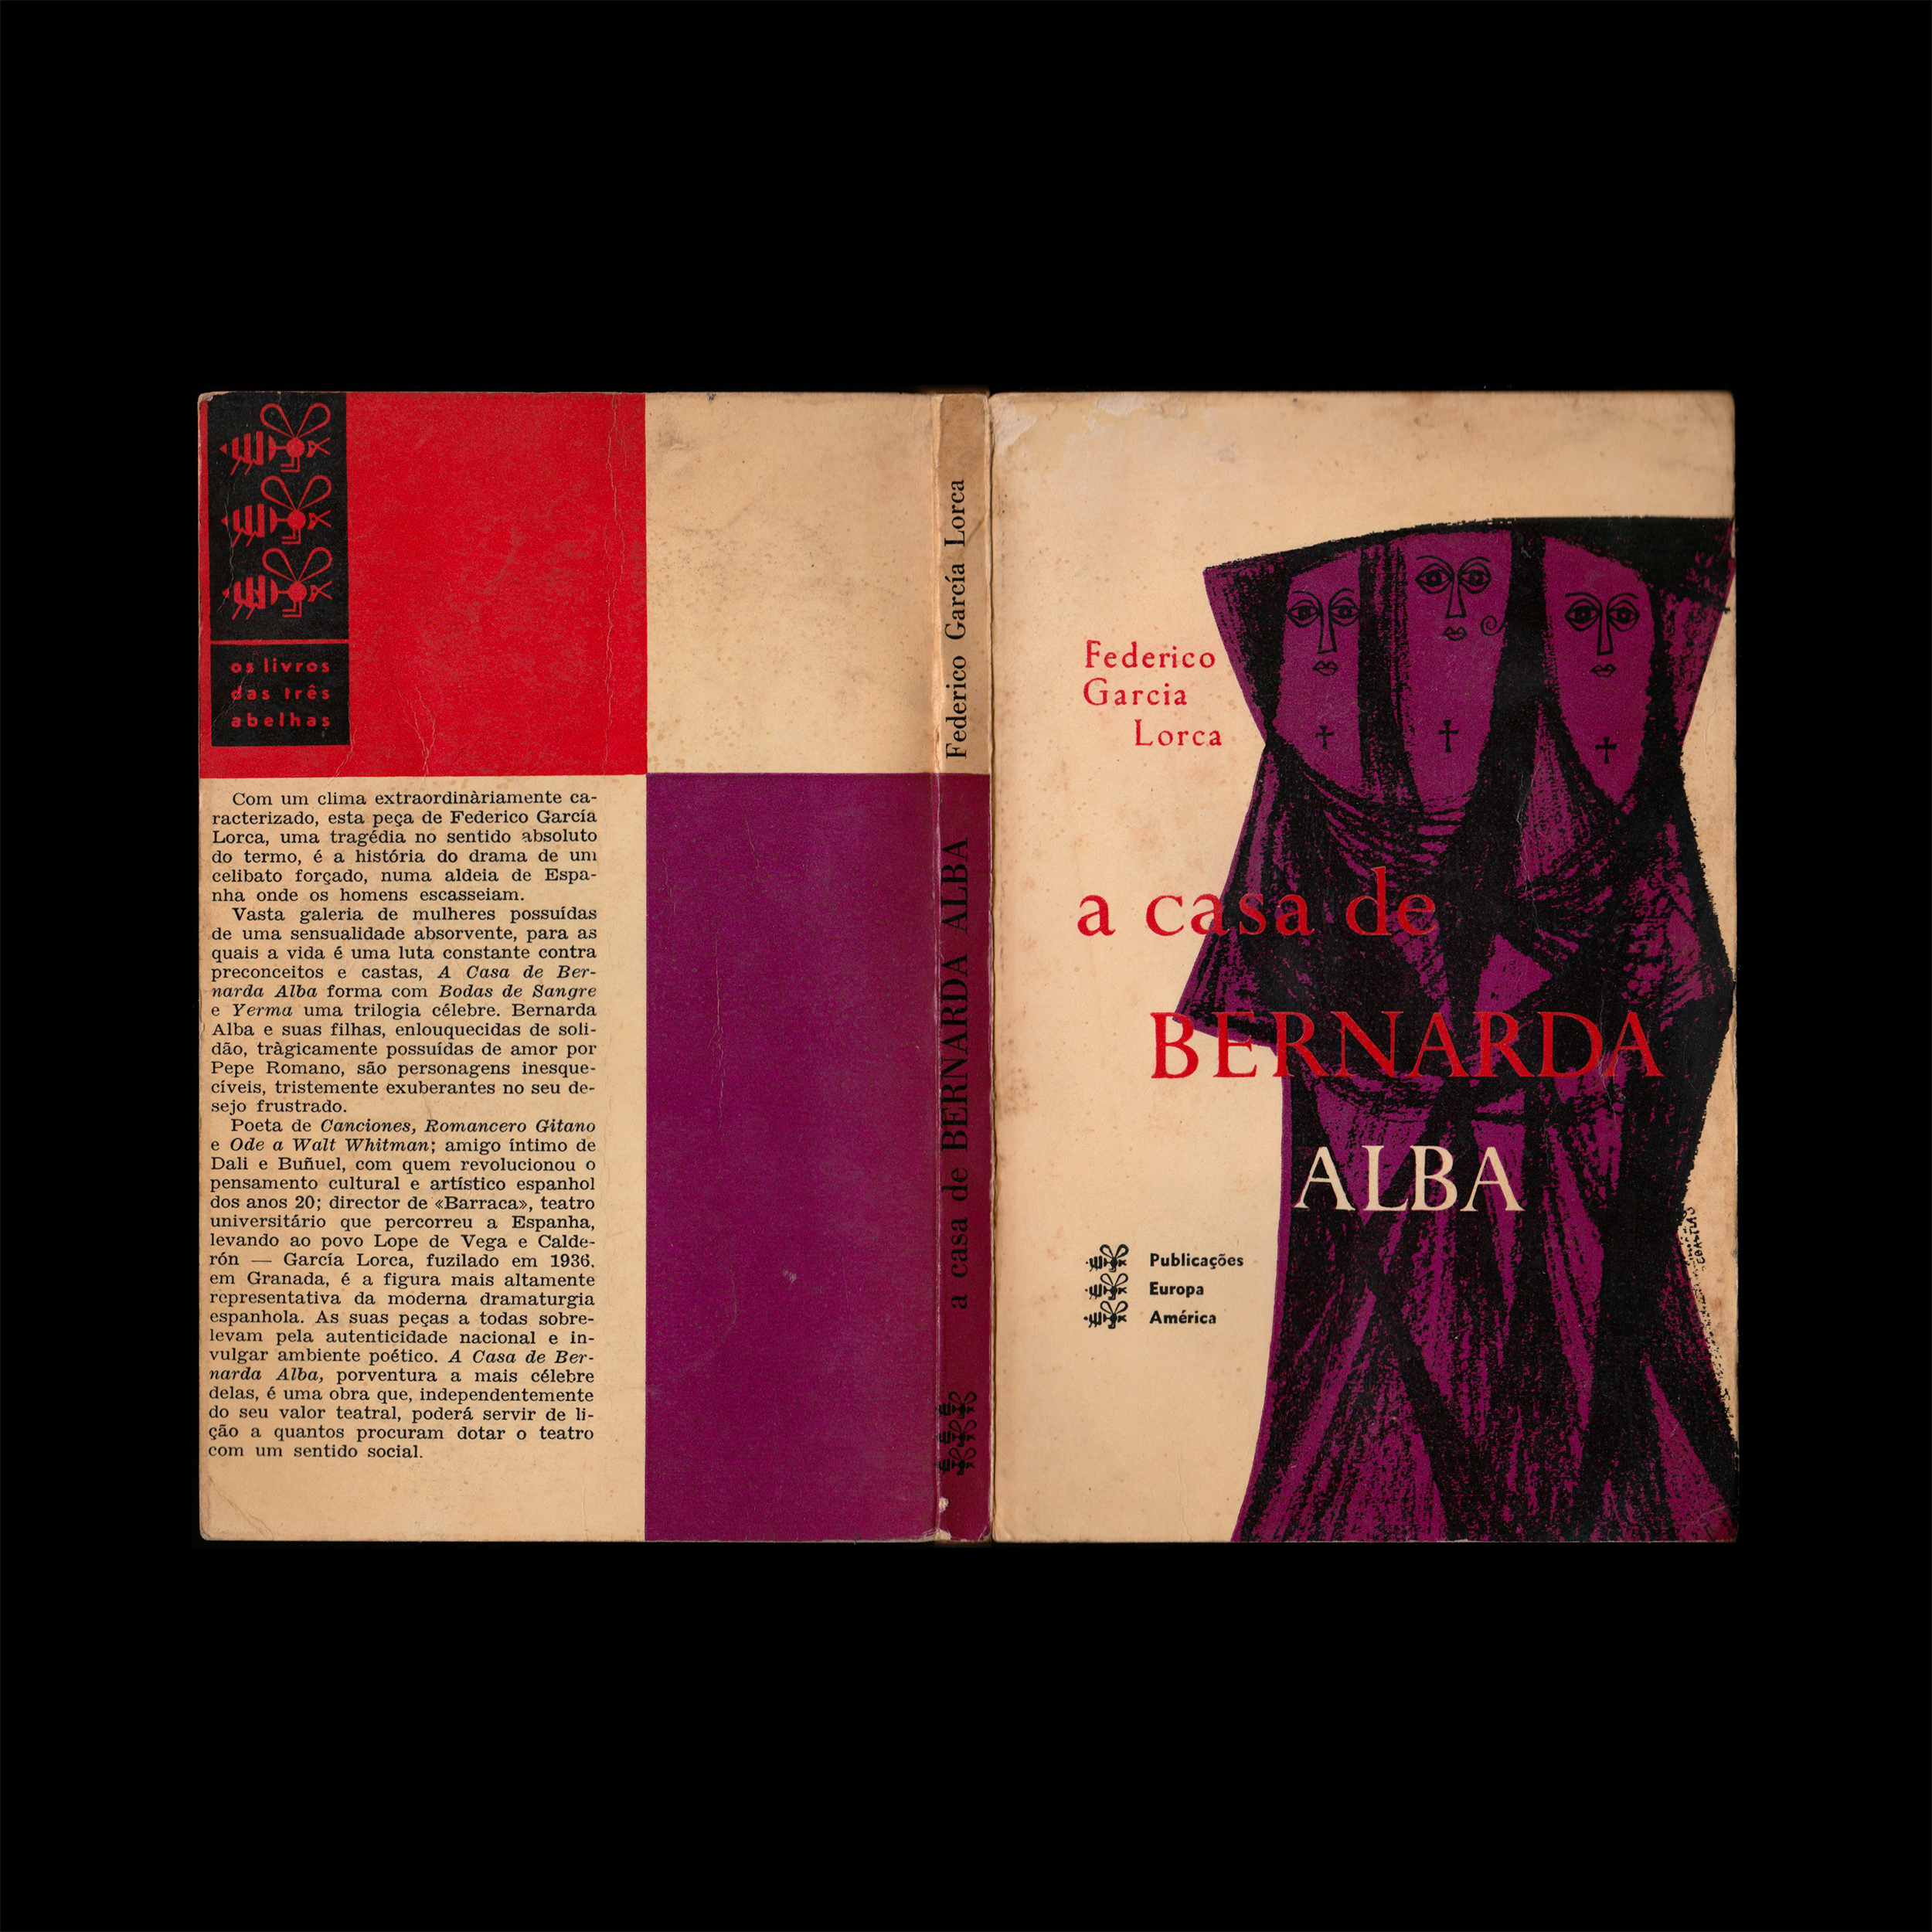 os livros
das três
abelhas
Com um clima extraordinàriamente ca-
racterizado, esta peça de Federico García
Lorca, uma tragédia no sentido absoluto
do termo, é a história do drama de um
celibato forçado, numa aldeia de Espa-
nha onde os homens escasseiam.
Vasta galeria de mulheres possuídas
de uma sensualidade absorvente, para as
quais a vida é uma luta constante contra
preconceitos e castas, A Casa de Ber-
narda Alba forma com Bodas de Sangre
e Yerma uma trilogia célebre. Bernarda
Alba e suas filhas, enlouquecidas de soli-
dão, tràgicamente possuídas de amor por
Pepe Romano, são personagens inesque-
cíveis, tristemente exuberantes no seu de-
sejo frustrado.
Poeta de Canciones, Romancero Gitano
e Ode a Walt Whitman; amigo íntimo de
Dali e Buñuel, com quem revolucionou o
pensamento cultural e artístico espanhol
dos anos 20; director de «Barraca», teatro
universitário que percorreu a Espanha,
levando ao povo Lope de Vega e Calde-
rón — García Lorca, fuzilado em 1936.
em Granada, é a figura mais altamente
representativa da moderna dramaturgia
espanhola. As suas peças a todas sobre-
levam pela autenticidade nacional e in-
vulgar ambiente poético. A Casa de Ber-
narda Alba, porventura a mais célebre
delas, é uma obra que, independentemente
do seu valor teatral, poderá servir de li-
ção a quantos procuram dotar o teatro
com um sentido social.
a casa de BERNARDA ALBA Federico García Lorca
Federico
Garcia
Lorca
a casa de
BERNARDA
ALBA
Publicações
Europa
América